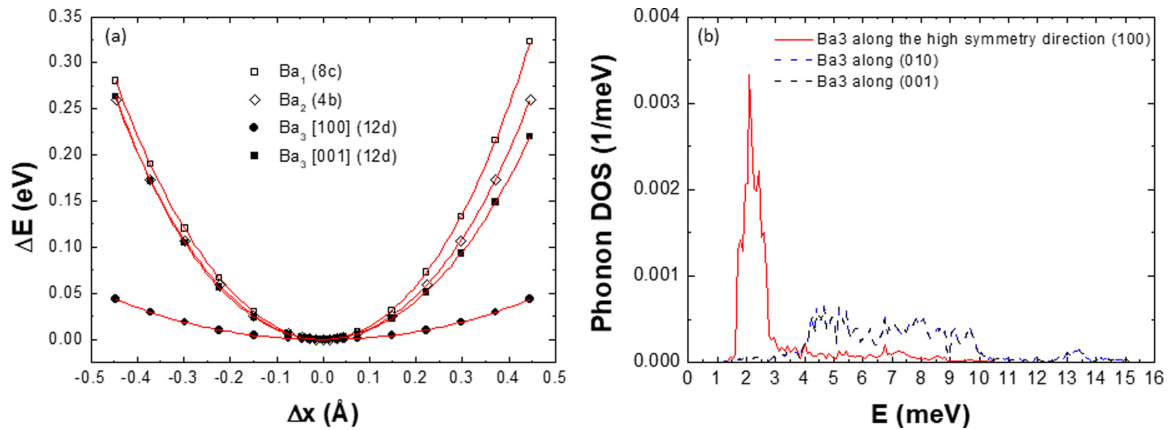 (a)
Ba₁ (8c)
Ba₂ (4b)
Ba₃ [100] (12d)
Ba₃ [001] (12d)
ΔE (eV)
0.35
0.30
0.25
0.20
0.15
0.10
0.05
0.00
-0.5 -0.4 -0.3 -0.2 -0.1 0.0 0.1 0.2 0.3 0.4 0.5
Δx (Å)
(b)
Ba3 along the high symmetry direction (100)
Ba3 along (010)
Ba3 along (001)
Phonon DOS (1/meV)
0.004
0.003
0.002
0.001
0.000
0 1 2 3 4 5 6 7 8 9 10 11 12 13 14 15 16
E (meV)